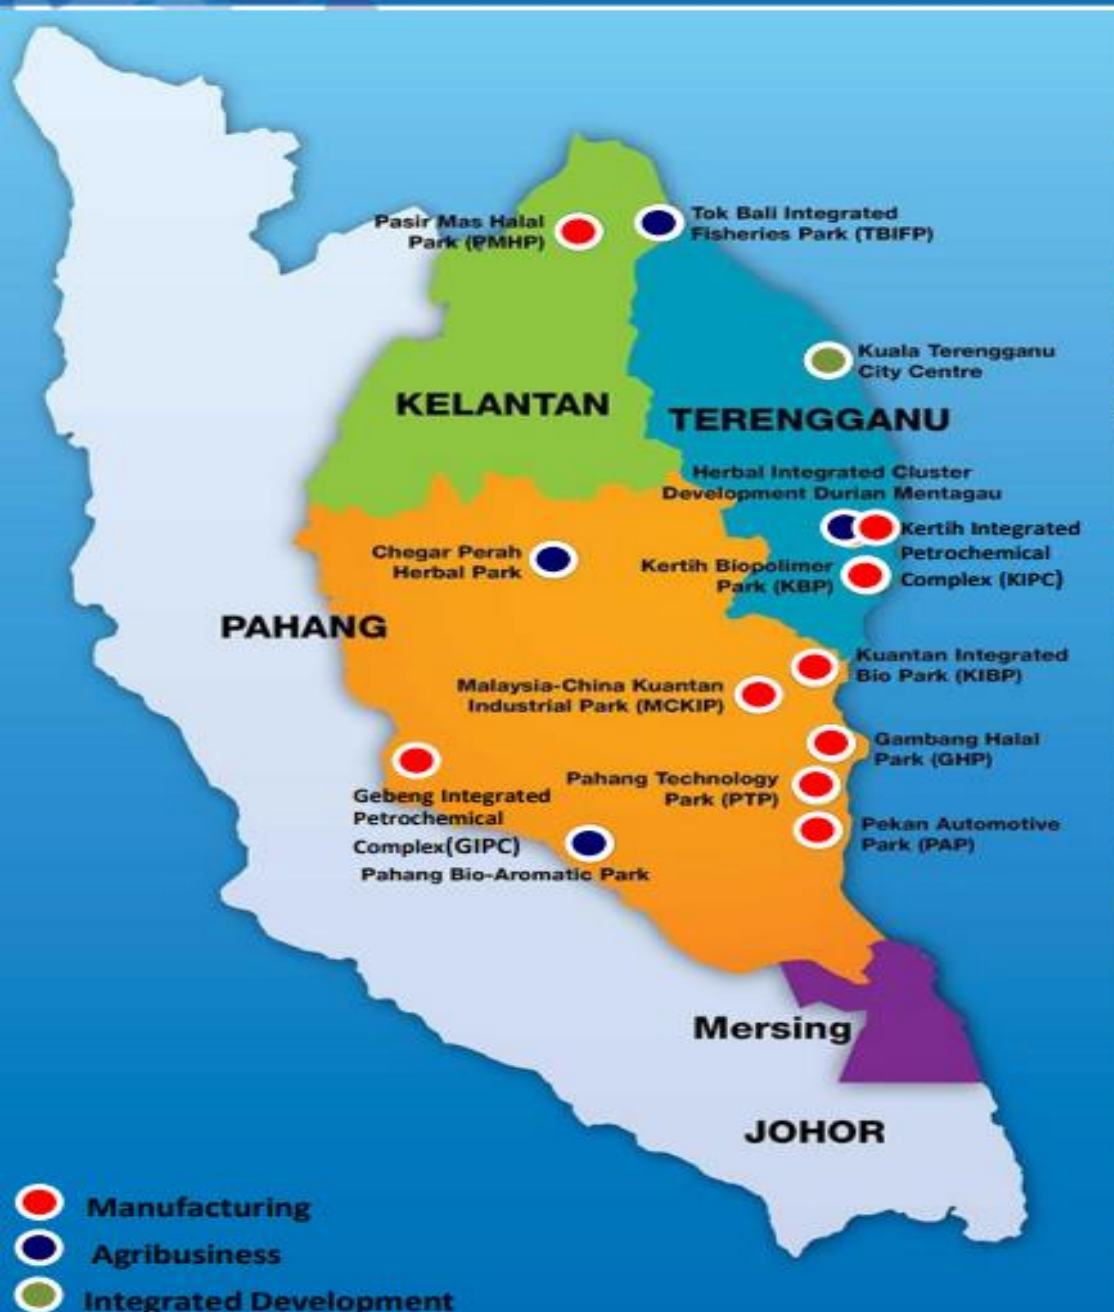 Pasir Mas Halal
Park (PMHP)
Tok Bali Integrated
Fisheries Park (TBIFP)
Kuala Terengganu
City Centre
KELANTAN
TERENGGANU
Herbal Integrated Cluster
Development Durian Mentagau
Kertih Integrated
Petrochemical
Complex (KIPC)
Chegar Perah
Herbal Park
Kertih Biopolimer
Park (KBP)
PAHANG
Kuantan Integrated
Bio Park (KIBP)
Malaysia-China Kuantan
Industrial Park (MCKIP)
Gambang Halal
Park (GHP)
Pahang Technology
Park (PTP)
Gebeng Integrated
Petrochemical
Complex(GIPC)
Pekan Automotive
Park (PAP)
Pahang Bio-Aromatic Park
Mersing
JOHOR
Manufacturing
Agribusiness
Integrated Development